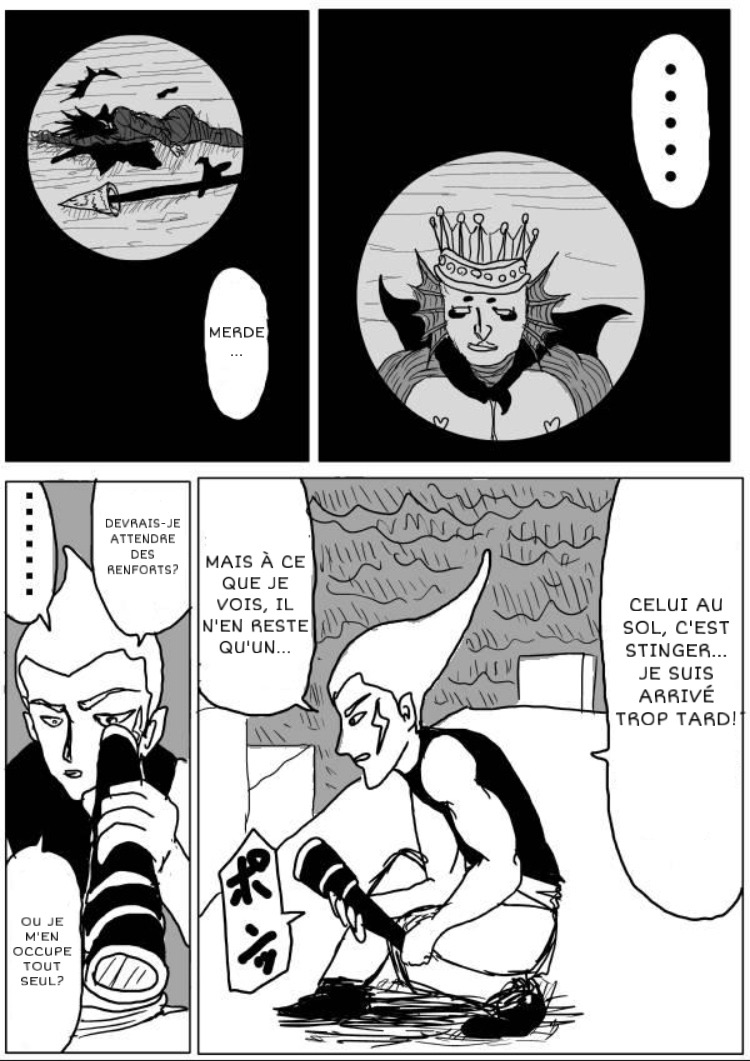 •
•
•
•
•
MERDE
...
CELUI AU
SOL, C'EST
STINGER...
JE SUIS
ARRIVÉ
TROP TARD!
MAIS À CE
QUE JE
VOIS, IL
N'EN RESTE
QU'UN...
ポンッ
DEVRAIS-JE
ATTENDRE
DES
RENFORTS?
•
•
•
•
•
•
•
OU JE
M'EN
OCCUPE
TOUT
SEUL?